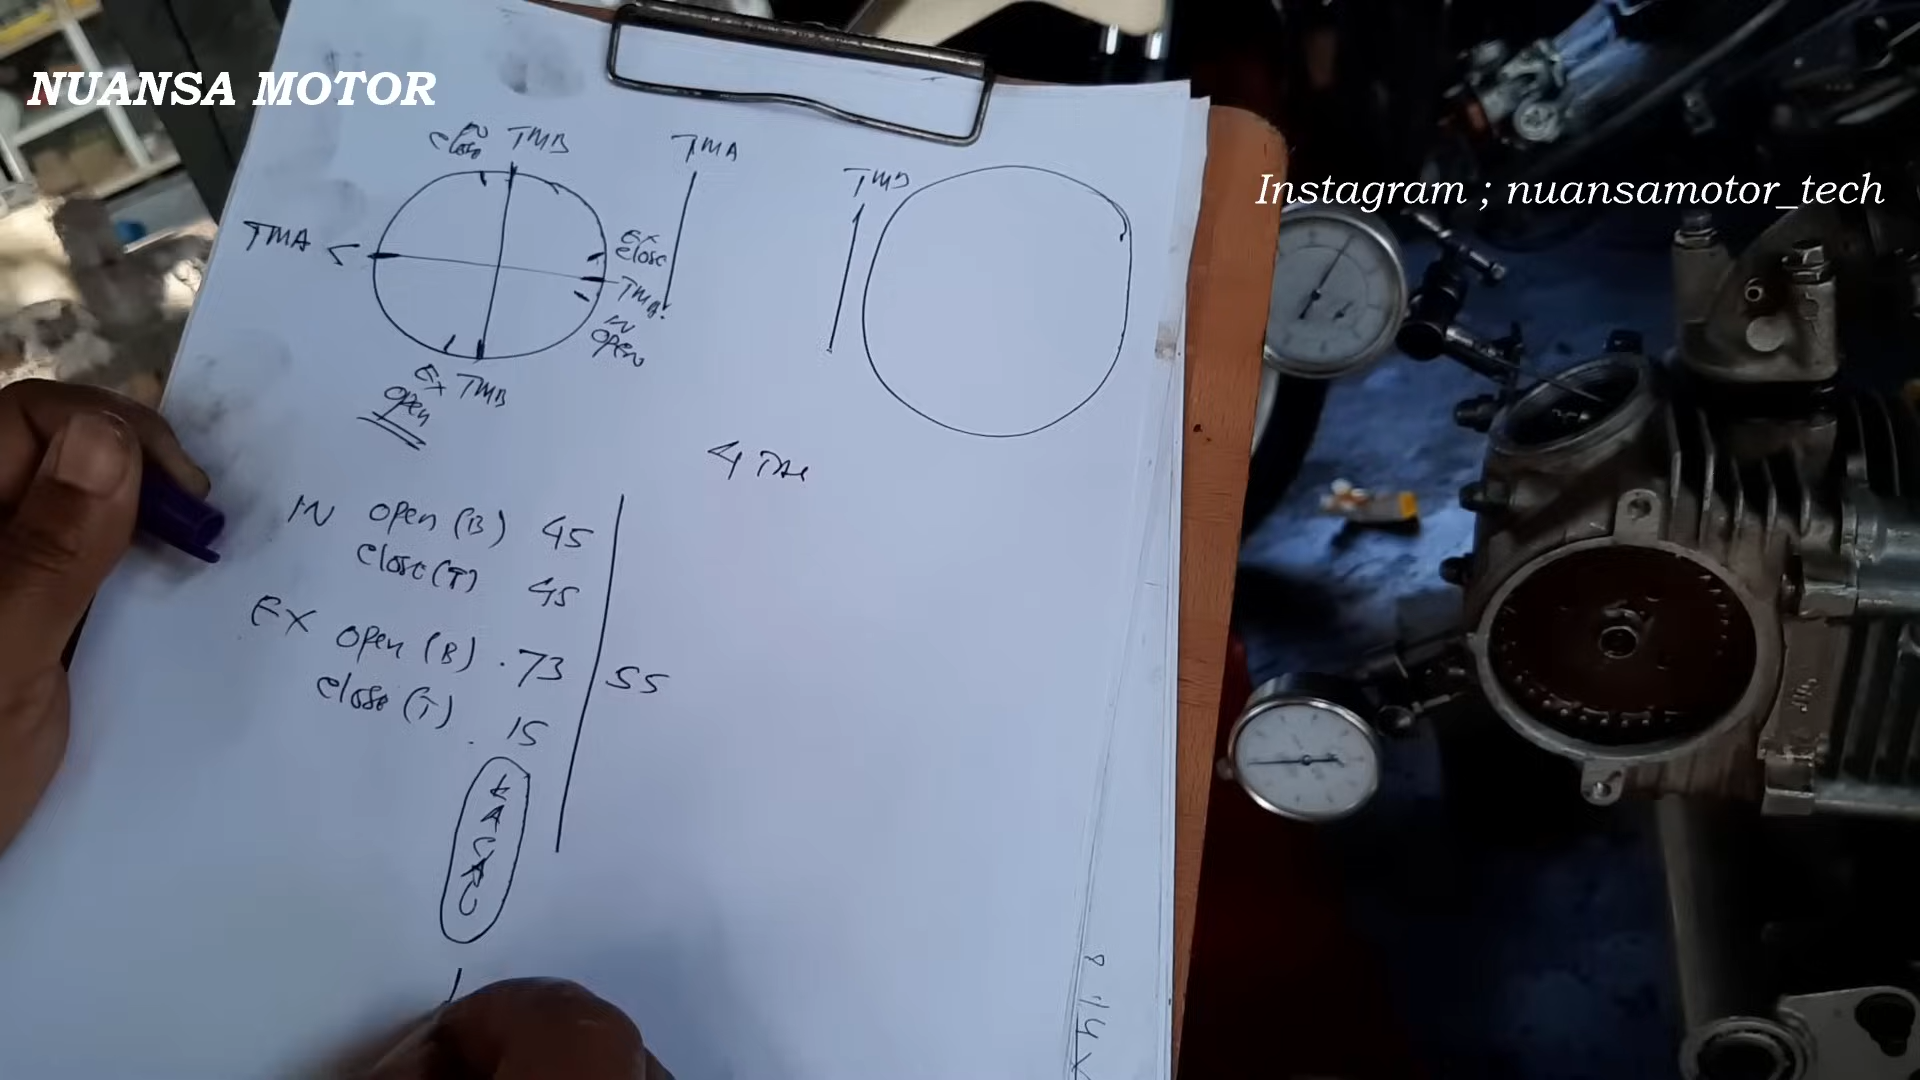 NUANSA MOTOR
Instagram ; nuansamotor_tech
IN
close TMB
TMA
TMA
EX
close
TMA
IN
open
EX TMB
open
TMB
4 TAK
IN open (B) 45
close (T) 45
EX open (B) . 73
close (T) . 15
55